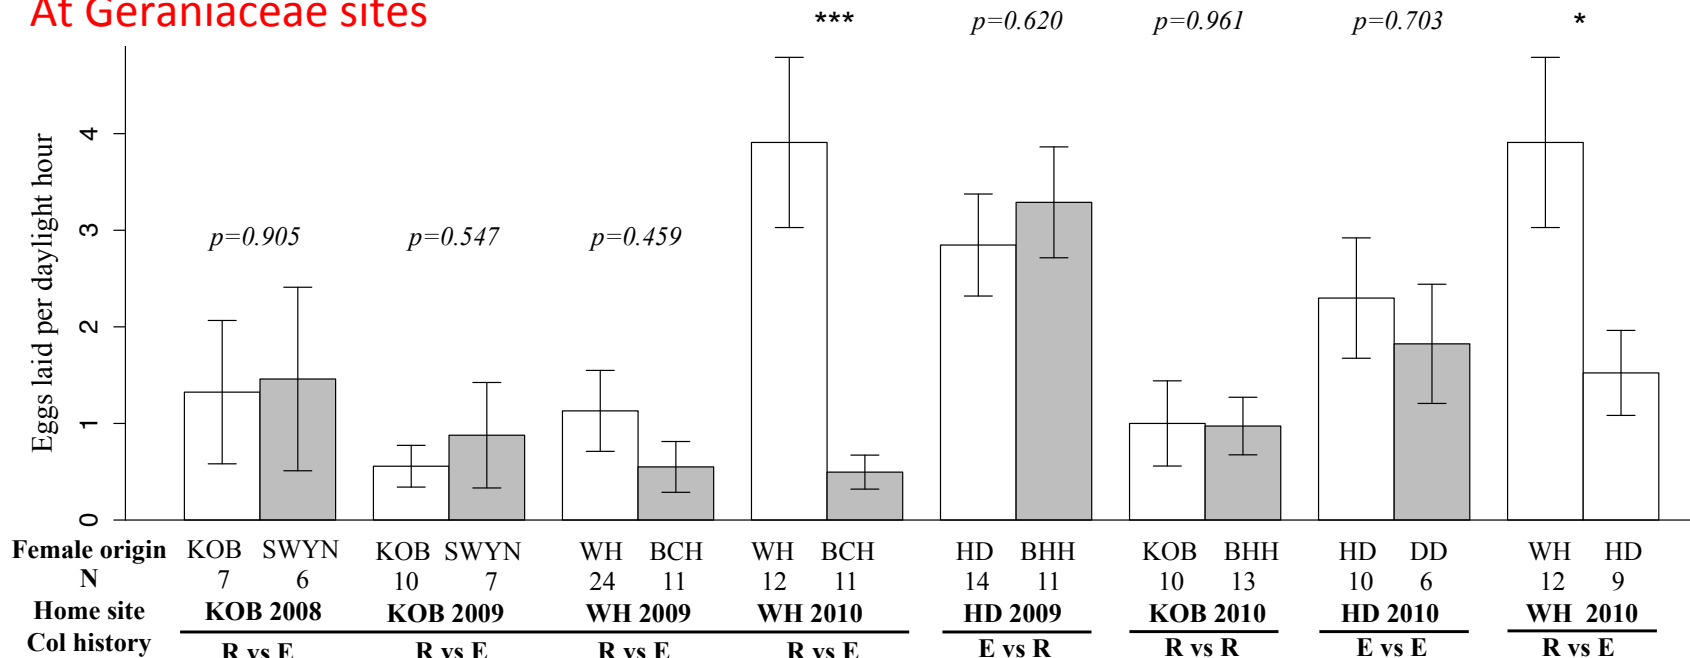 At Geraniaceae sites
*** p=0.620 p=0.961 p=0.703 *
p=0.905 p=0.547 p=0.459
Eggs laid per daylight hour
4
3
2
1
0
Female origin KOB SWYN KOB SWYN WH BCH WH BCH HD BHH KOB BHH HD DD WH HD
N 7 6 10 7 24 11 12 11 14 11 10 13 10 6 12 9
Home site KOB 2008 KOB 2009 WH 2009 WH 2010 HD 2009 KOB 2010 HD 2010 WH 2010
Col history R vs E R vs E R vs E R vs E E vs R R vs R E vs E R vs E